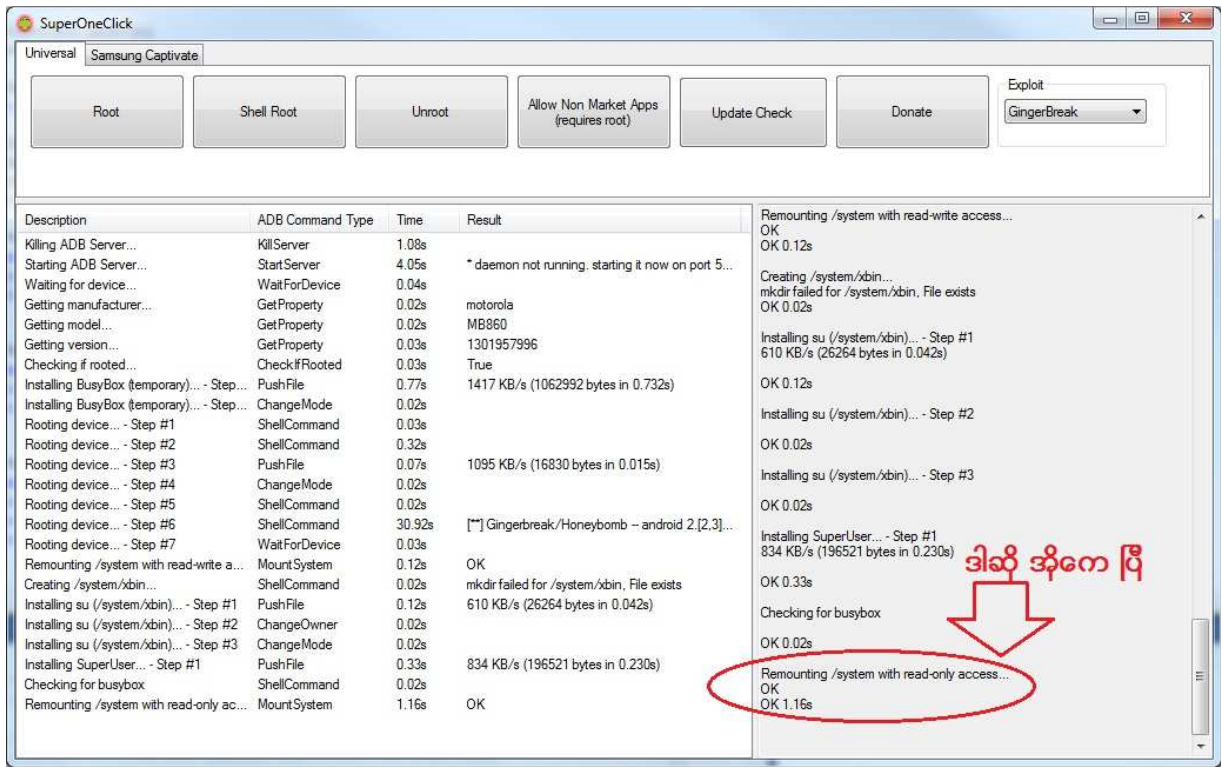 SuperOneClick
Universal
Samsung Captivate
Root
Shell Root
Unroot
Allow Non Market Apps
(requires root)
Update Check
Donate
Exploit
GingerBreak
Description ADB Command Type Time Result
Killing ADB Server... KillServer 1.08s
Starting ADB Server... StartServer 4.05s * daemon not running. starting it now on port 5...
Waiting for device... WaitForDevice 0.04s
Getting manufacturer... GetProperty 0.02s motorola
Getting model... GetProperty 0.02s MB860
Getting version... GetProperty 0.03s 1301957996
Checking if rooted... CheckIfRooted 0.03s True
Installing BusyBox (temporary)... - Step... PushFile 0.77s 1417 KB/s (1062992 bytes in 0.732s)
Installing BusyBox (temporary)... - Step... ChangeMode 0.02s
Rooting device... - Step #1 ShellCommand 0.03s
Rooting device... - Step #2 ShellCommand 0.32s
Rooting device... - Step #3 PushFile 0.07s 1095 KB/s (16830 bytes in 0.015s)
Rooting device... - Step #4 ChangeMode 0.02s
Rooting device... - Step #5 ShellCommand 0.02s
Rooting device... - Step #6 ShellCommand 30.92s [**] Gingerbreak/Honeybomb -- android 2.[2,3]...
Rooting device... - Step #7 WaitForDevice 0.03s
Remounting /system with read-write a... MountSystem 0.12s OK
Creating /system/xbin... ShellCommand 0.02s mkdir failed for /system/xbin, File exists
Installing su (/system/xbin)... - Step #1 PushFile 0.12s 610 KB/s (26264 bytes in 0.042s)
Installing su (/system/xbin)... - Step #2 ChangeOwner 0.02s
Installing su (/system/xbin)... - Step #3 ChangeMode 0.02s
Installing SuperUser... - Step #1 PushFile 0.33s 834 KB/s (196521 bytes in 0.230s)
Checking for busybox ShellCommand 0.02s
Remounting /system with read-only ac... MountSystem 1.16s OK
Remounting /system with read-write access...
OK
OK 0.12s
Creating /system/xbin...
mkdir failed for /system/xbin, File exists
OK 0.02s
Installing su (/system/xbin)... - Step #1
610 KB/s (26264 bytes in 0.042s)
OK 0.12s
Installing su (/system/xbin)... - Step #2
OK 0.02s
Installing su (/system/xbin)... - Step #3
OK 0.02s
Installing SuperUser... - Step #1
834 KB/s (196521 bytes in 0.230s)
ဒါဆို အိုကေ ပြီ
OK 0.33s
Checking for busybox
OK 0.02s
Remounting /system with read-only access...
OK
OK 1.16s